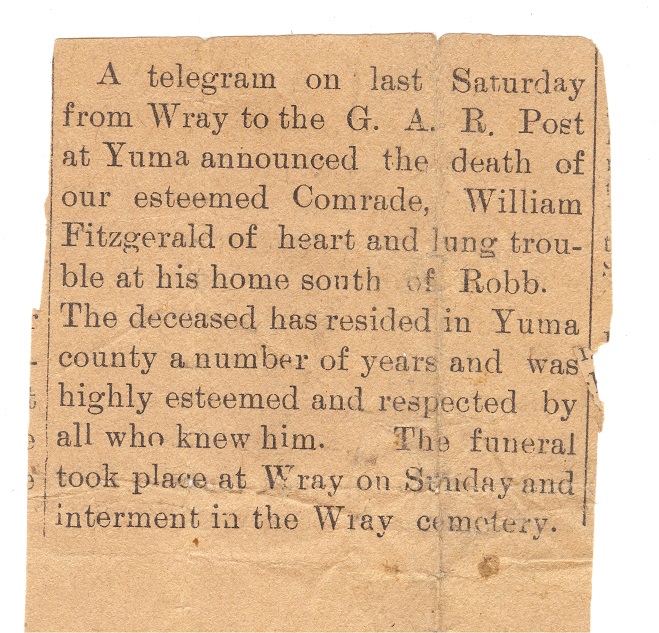 A telegram on last Saturday
from Wray to the G. A. R. Post
at Yuma announced the death of
our esteemed Comrade, William
Fitzgerald of heart and lung trou-
ble at his home south of Robb.
The deceased has resided in Yuma
county a number of years and was
highly esteemed and respected by
all who knew him. The funeral
took place at Wray on Sunday and
interment in the Wray cemetery.